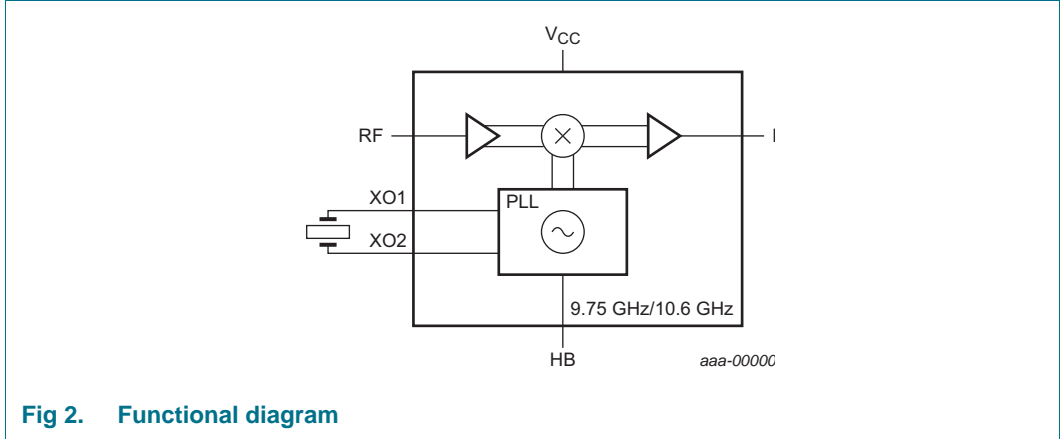 VCC
RF
XO1
PLL
XO2
9.75 GHz/10.6 GHz
HB
aaa-00000
Fig 2. Functional diagram